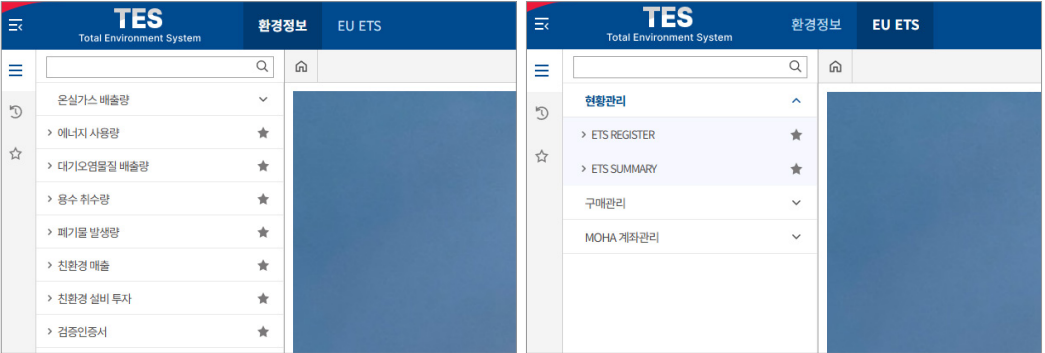 TES
Total Environment System
환경정보
EU ETS
온실가스 배출량
에너지 사용량
대기오염물질 배출량
용수 취수량
폐기물 발생량
친환경 매출
친환경 설비 투자
검증인증서
TES
Total Environment System
환경정보
EU ETS
현황관리
ETS REGISTER
ETS SUMMARY
구매관리
MOHA 계좌관리